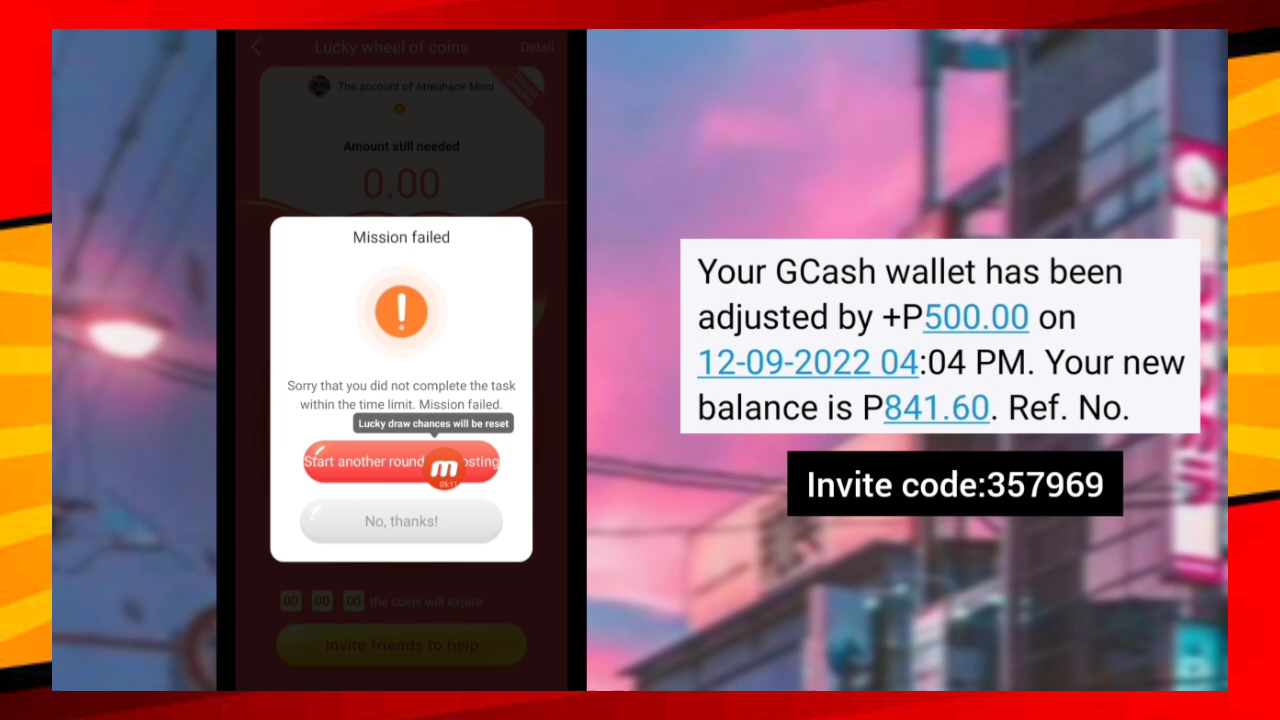 Lucky wheel of coins
Detail
The account of Atreuhacir Mimi
Amount still needed
0.00
Mission failed
Sorry that you did not complete the task
within the time limit. Mission failed.
Lucky draw chances will be reset
Start another round
osting
m
05:11
No, thanks!
00 00 00 the coins will expire
Invite friends to help
Your GCash wallet has been
adjusted by +P500.00 on
12-09-2022 04:04 PM. Your new
balance is P841.60. Ref. No.
Invite code:357969